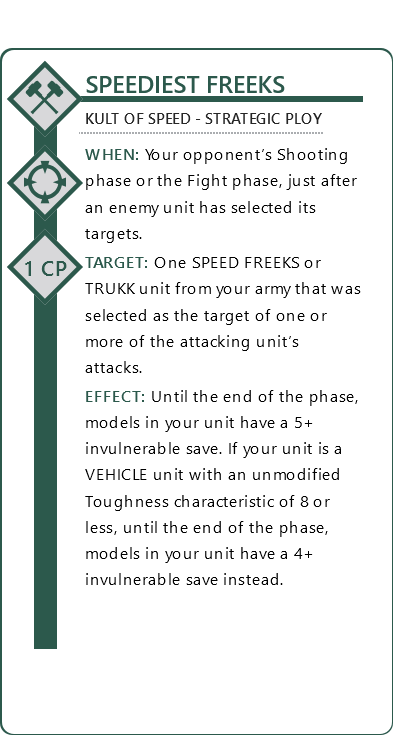 SPEEDIEST FREEKS
KULT OF SPEED - STRATEGIC PLOY
WHEN: Your opponent's Shooting
phase or the Fight phase, just after
an enemy unit has selected its
targets.
1 CP
TARGET: One SPEED FREEKS or
TRUKK unit from your army that was
selected as the target of one or
more of the attacking unit's
attacks.
EFFECT: Until the end of the phase,
models in your unit have a 5+
invulnerable save. If your unit is a
VEHICLE unit with an unmodified
Toughness characteristic of 8 or
less, until the end of the phase,
models in your unit have a 4+
invulnerable save instead.